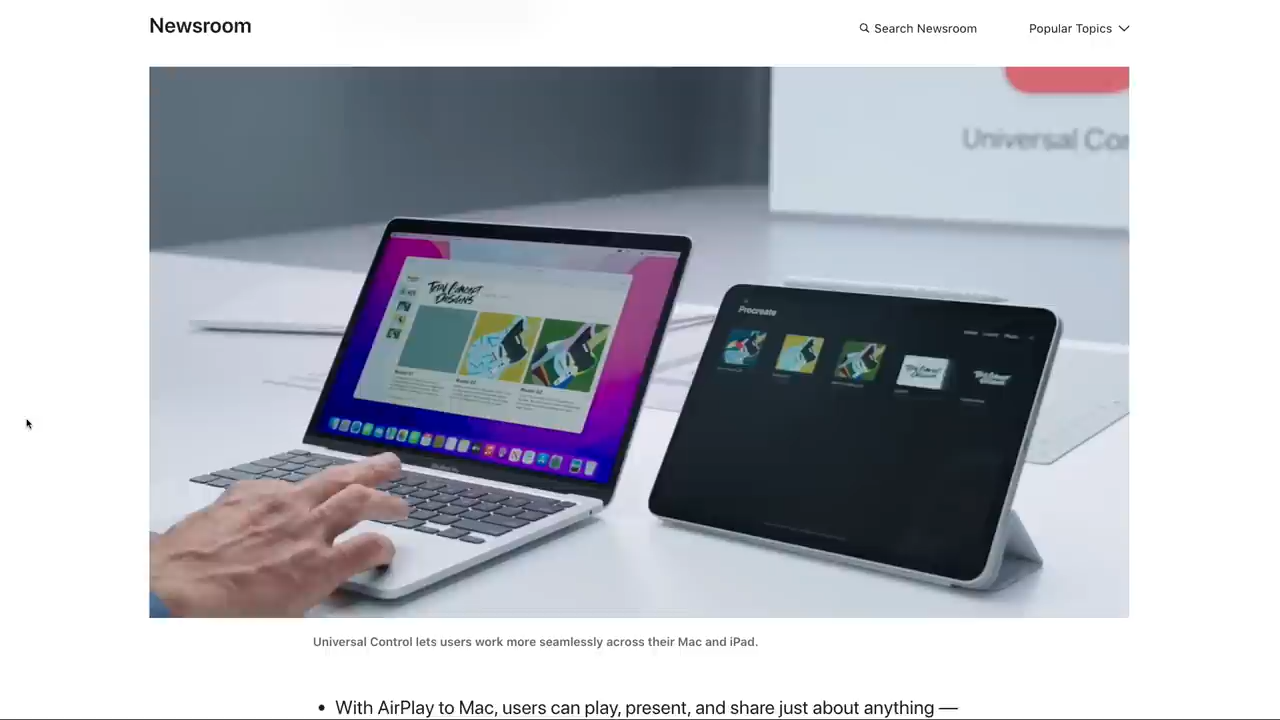 Newsroom
Search Newsroom
Popular Topics
Universal Co
Procreate
Universal Control lets users work more seamlessly across their Mac and iPad.
• With AirPlay to Mac, users can play, present, and share just about anything —